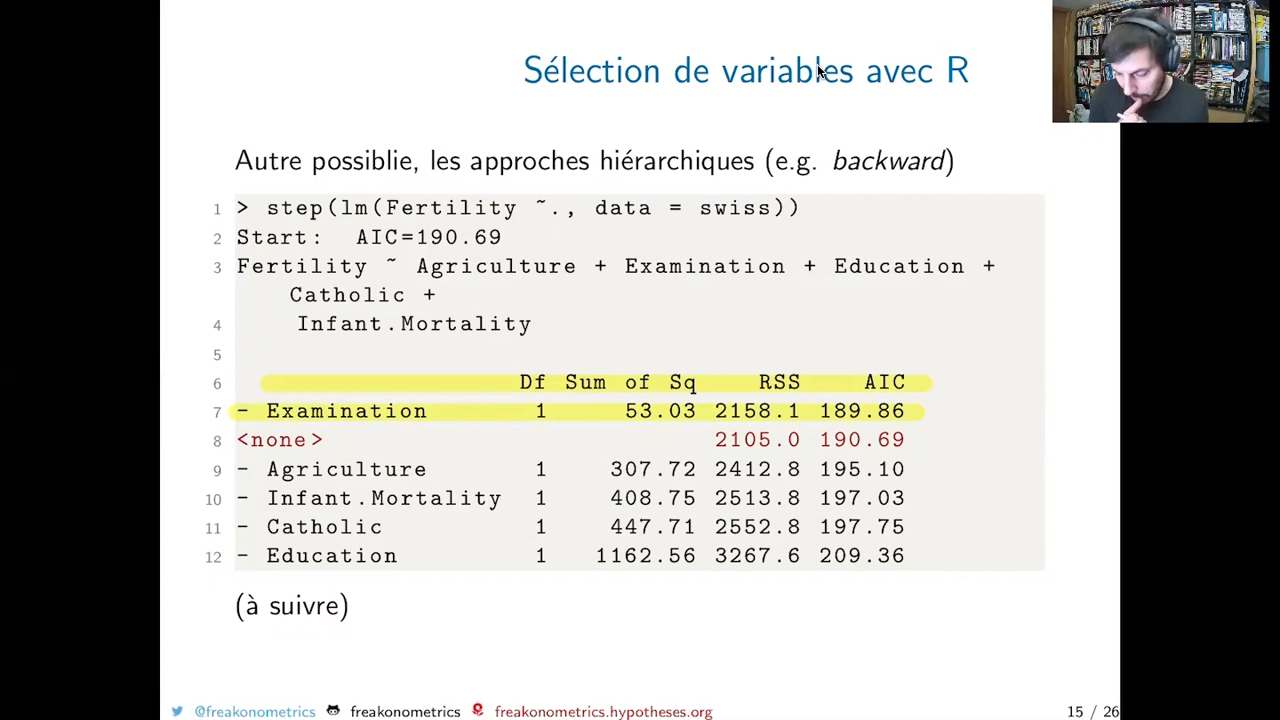 Sélection de variables avec R
Autre possiblie, les approches hiérarchiques (e.g. backward)
1 > step(lm(Fertility ~., data = swiss))
2 Start: AIC=190.69
3 Fertility ~ Agriculture + Examination + Education +
Catholic +
4 Infant.Mortality
5
6 Df Sum of Sq RSS AIC
7 - Examination 1 53.03 2158.1 189.86
8 <none> 2105.0 190.69
9 - Agriculture 1 307.72 2412.8 195.10
10 - Infant.Mortality 1 408.75 2513.8 197.03
11 - Catholic 1 447.71 2552.8 197.75
12 - Education 1 1162.56 3267.6 209.36
(à suivre)
@freakonometrics freakonometrics freakonometrics.hypotheses.org 15 / 26